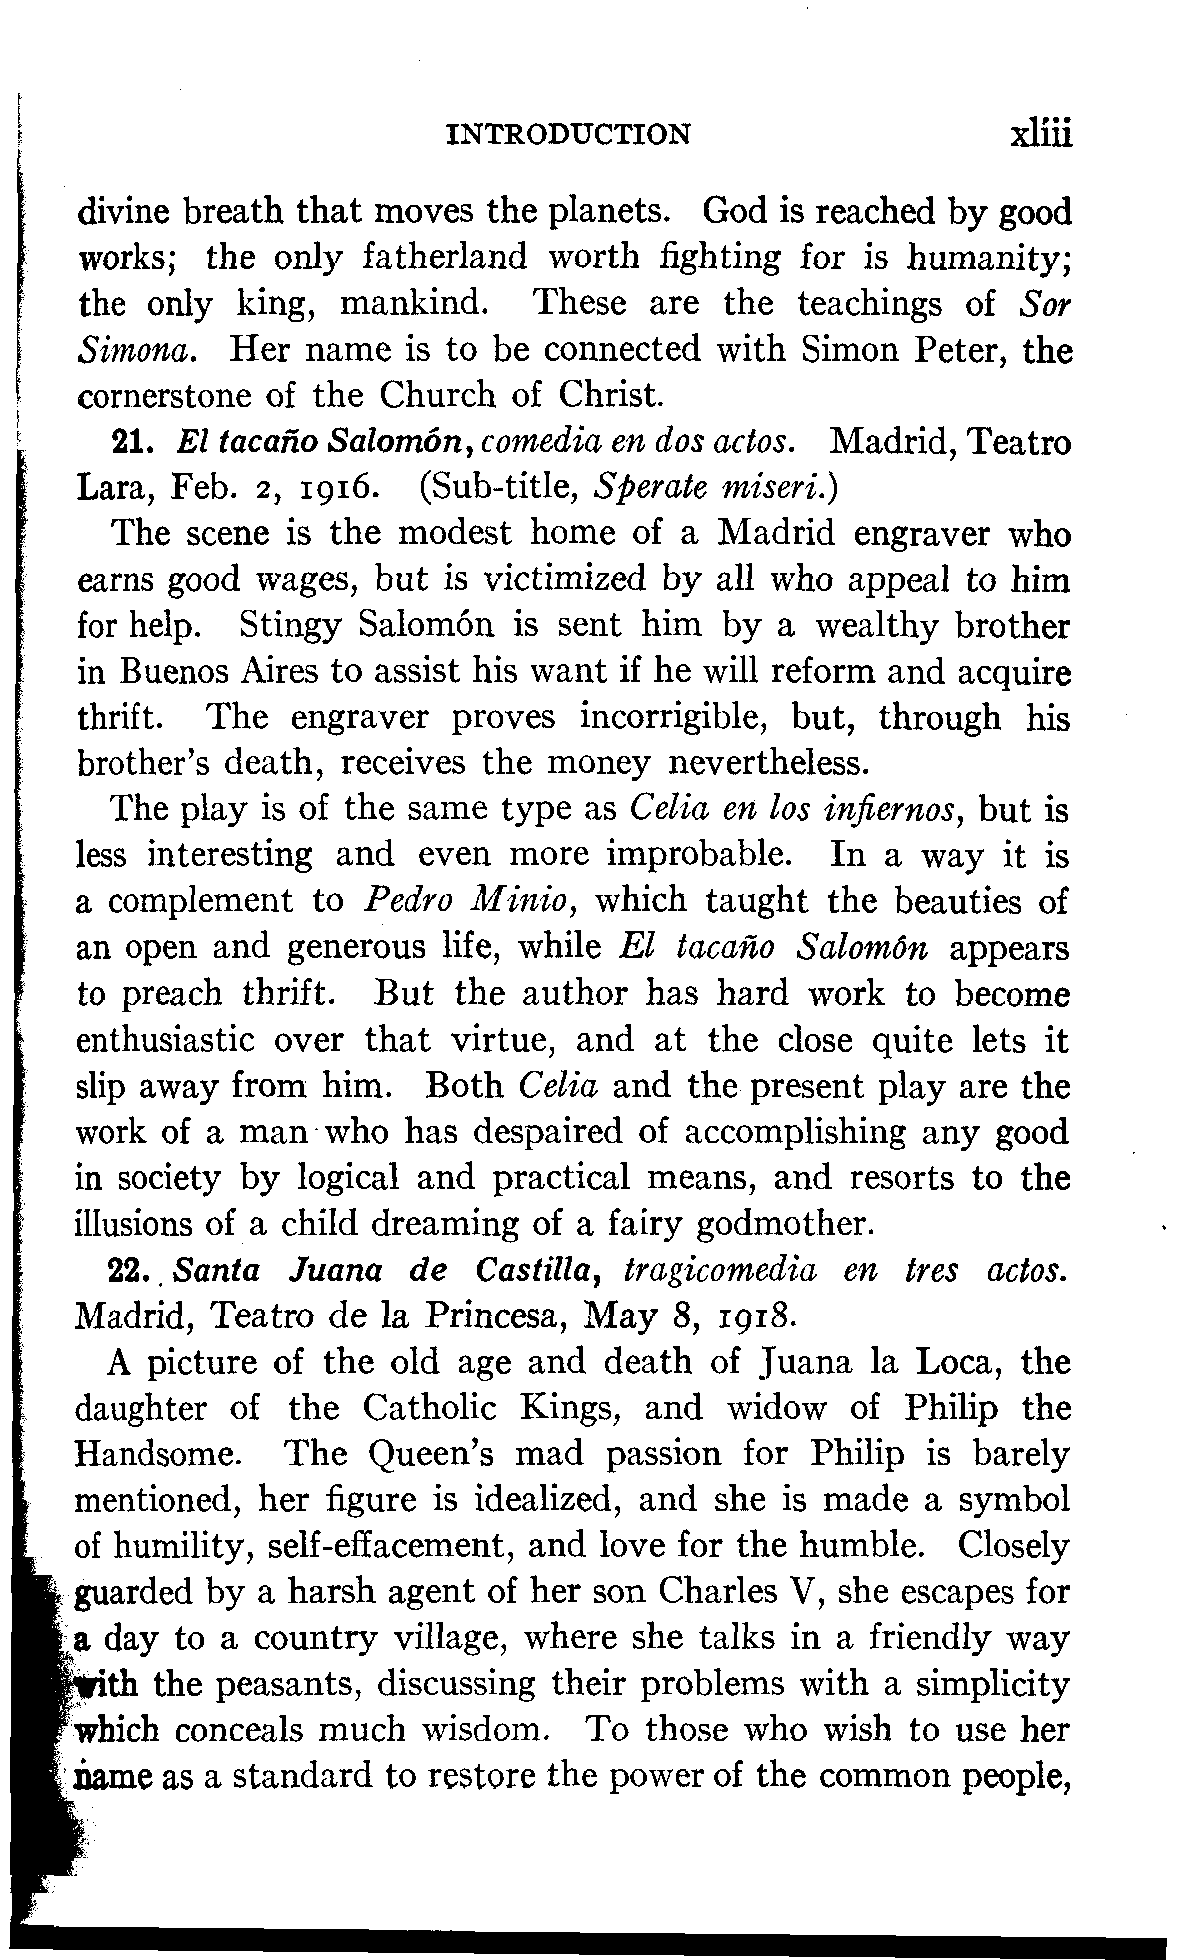 INTRODUCTION xliii
divine breath that moves the planets. God is reached by good
works; the only fatherland worth fighting for is humanity;
the only king, mankind. These are the teachings of Sor
Simona. Her name is to be connected with Simon Peter, the
cornerstone of the Church of Christ.
21. El tacaño Salomón, comedia en dos actos. Madrid, Teatro
Lara, Feb. 2, 1916. (Sub-title, Sperate miseri.)
The scene is the modest home of a Madrid engraver who
earns good wages, but is victimized by all who appeal to him
for help. Stingy Salomón is sent him by a wealthy brother
in Buenos Aires to assist his want if he will reform and acquire
thrift. The engraver proves incorrigible, but, through his
brother's death, receives the money nevertheless.
The play is of the same type as Celia en los infiernos, but is
less interesting and even more improbable. In a way it is
a complement to Pedro Minio, which taught the beauties of
an open and generous life, while El tacaño Salomón appears
to preach thrift. But the author has hard work to become
enthusiastic over that virtue, and at the close quite lets it
slip away from him. Both Celia and the present play are the
work of a man who has despaired of accomplishing any good
in society by logical and practical means, and resorts to the
illusions of a child dreaming of a fairy godmother.
22. Santa Juana de Castilla, tragicomedia en tres actos.
Madrid, Teatro de la Princesa, May 8, 1918.
A picture of the old age and death of Juana la Loca, the
daughter of the Catholic Kings, and widow of Philip the
Handsome. The Queen's mad passion for Philip is barely
mentioned, her figure is idealized, and she is made a symbol
of humility, self-effacement, and love for the humble. Closely
guarded by a harsh agent of her son Charles V, she escapes for
a day to a country village, where she talks in a friendly way
with the peasants, discussing their problems with a simplicity
which conceals much wisdom. To those who wish to use her
name as a standard to restore the power of the common people,